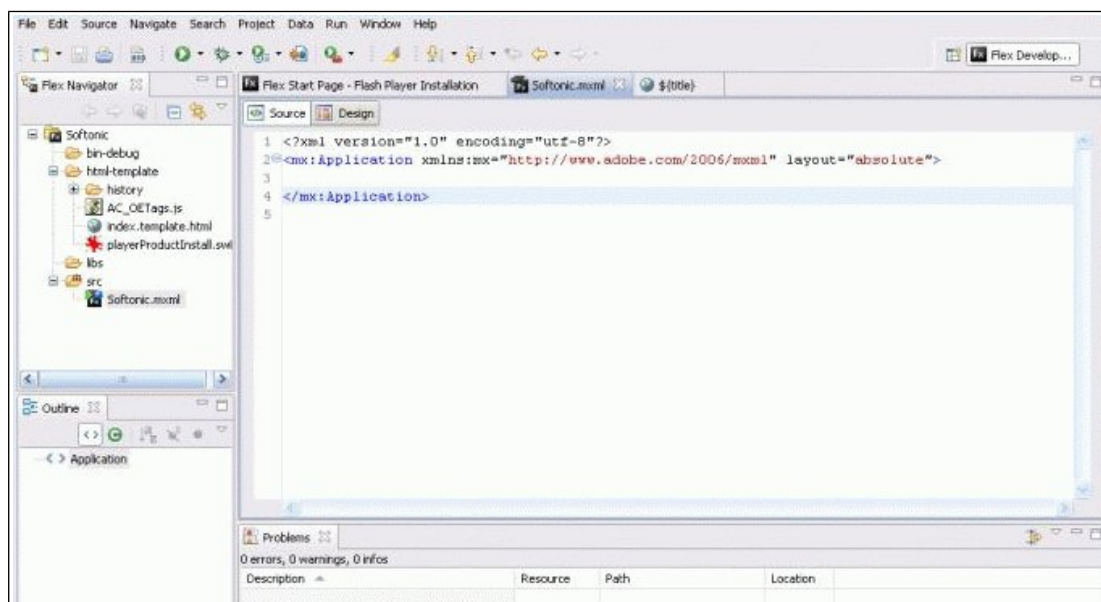 File Edit Source Navigate Search Project Data Run Window Help
Flex Develop...
Flex Navigator
Softonic
bin-debug
html-template
history
AC_OETags.js
index.template.html
playerProductInstall.swf
libs
src
Softonic.mxml
Outline
Application
Flex Start Page - Flash Player Installation
Softonic.mxml
${title}
Source
Design
1 <?xml version="1.0" encoding="utf-8"?>
2 <mx:Application xmlns:mx="http://www.adobe.com/2006/mxml" layout="absolute">
3
4 </mx:Application>
5
Problems
0 errors, 0 warnings, 0 infos
Description Resource Path Location